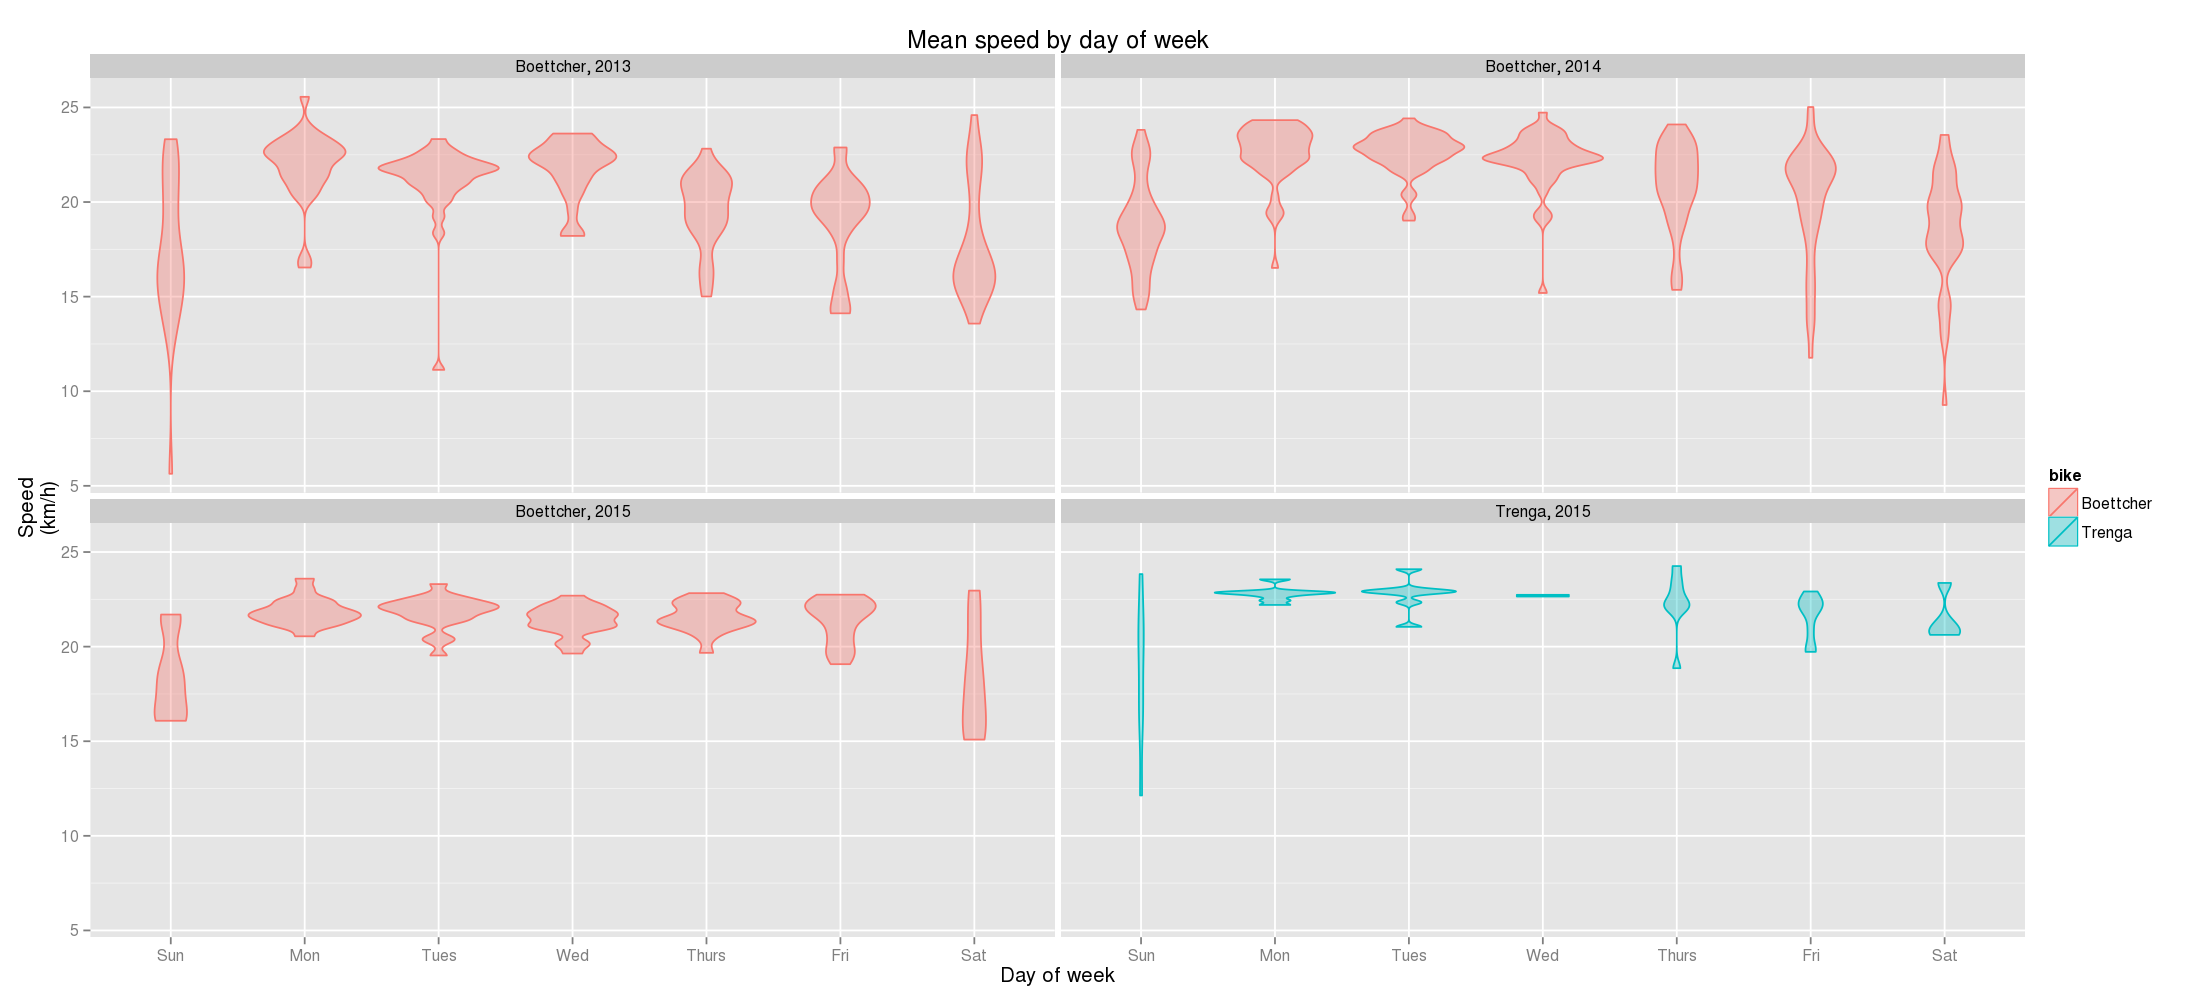 Mean speed by day of week
Boettcher, 2013
Boettcher, 2014
25
20
15
10
5
Boettcher, 2015
Trenga, 2015
25
20
15
10
5
Sun Mon Tues Wed Thurs Fri Sat
Sun Mon Tues Wed Thurs Fri Sat
Day of week
Speed
(km/h)
bike
Boettcher
Trenga